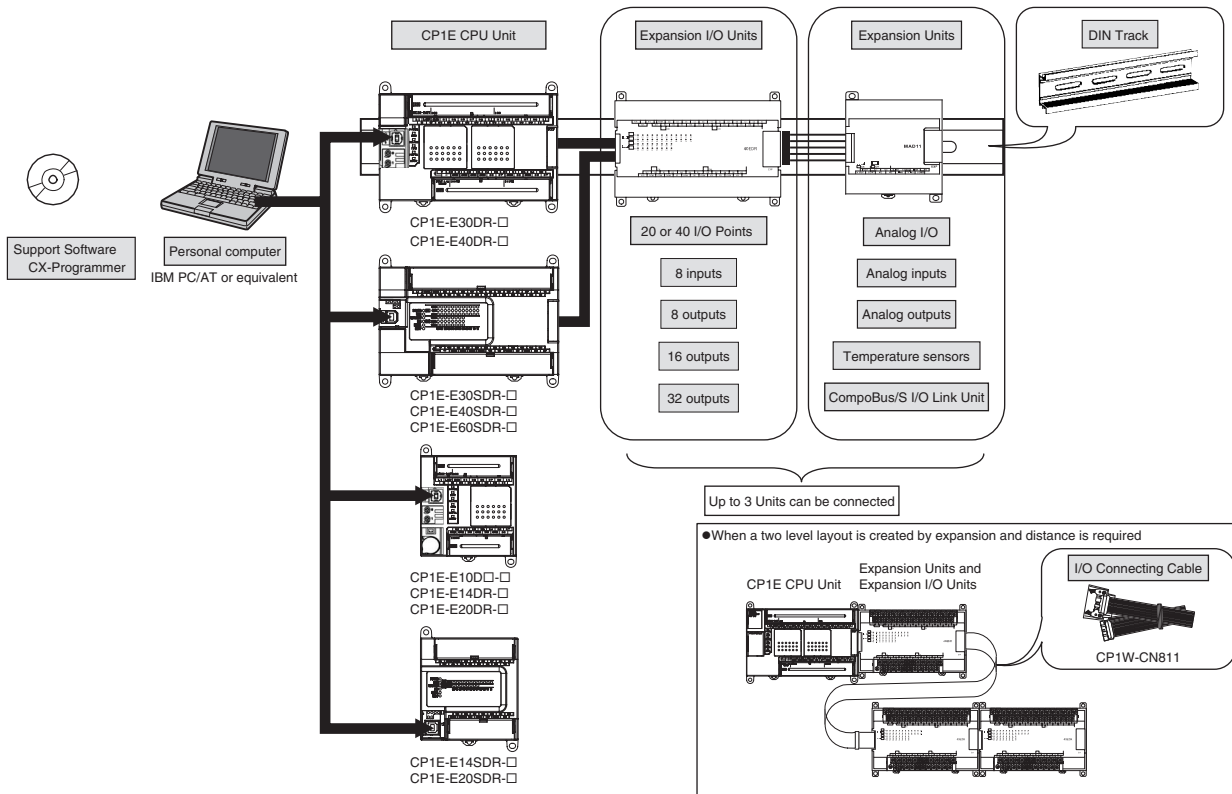 CP1E CPU Unit
Expansion I/O Units
Expansion Units
DIN Track
40EDR
MAD11
CP1E-E30DR-□
CP1E-E40DR-□
Support Software
CX-Programmer
Personal computer
IBM PC/AT or equivalent
20 or 40 I/O Points
8 inputs
8 outputs
16 outputs
32 outputs
Analog I/O
Analog inputs
Analog outputs
Temperature sensors
CompoBus/S I/O Link Unit
CP1E-E30SDR-□
CP1E-E40SDR-□
CP1E-E60SDR-□
Up to 3 Units can be connected
CP1E-E10D□-□
CP1E-E14DR-□
CP1E-E20DR-□
CP1E-E14SDR-□
CP1E-E20SDR-□
●When a two level layout is created by expansion and distance is required
CP1E CPU Unit
Expansion Units and
Expansion I/O Units
I/O Connecting Cable
CP1W-CN811